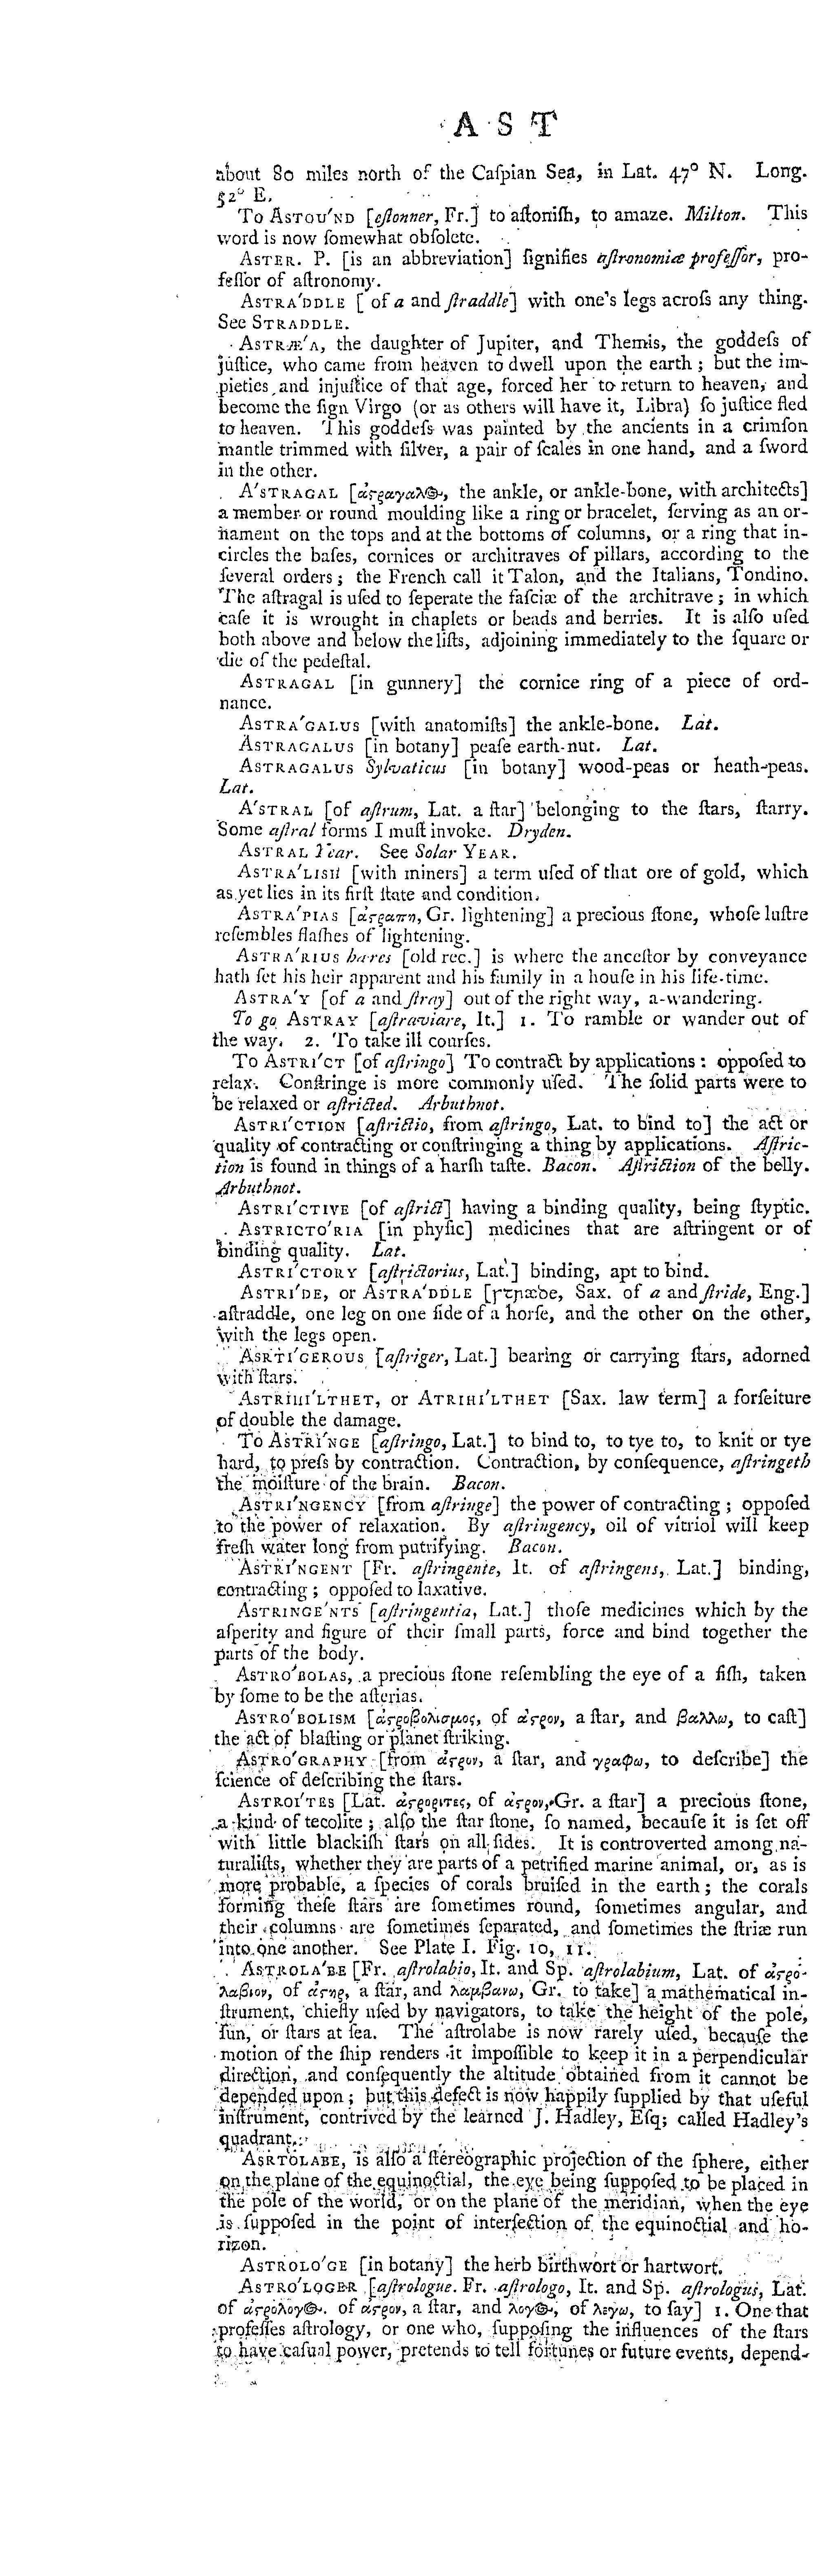 A S T
about 80 miles north of the Caſpian Sea, in Lat. 47° N. Long.
52° E.
To ASTOU'ND [eſtonner, Fr.] to aſtoniſh, to amaze. Milton. This
word is now ſomewhat obſolete.
ASTER. P. [is an abbreviation] ſignifies aſtronomiæ profeſſor, pro-
feſſor of aſtronomy.
ASTRA'DDLE [of a and ſtraddle] with one's legs acroſs any thing.
See STRADDLE.
ASTRÆ'A, the daughter of Jupiter, and Themis, the goddeſs of
juſtice, who came from heaven to dwell upon the earth; but the im-
pieties and injuſtice of that age, forced her to return to heaven, and
become the ſign Virgo (or as others will have it, Libra) ſo juſtice fled
to heaven. This goddeſs was painted by the ancients in a crimſon
mantle trimmed with ſilver, a pair of ſcales in one hand, and a ſword
in the other.
A'STRAGAL [ἀϛραγαλ꠶, the ankle, or ankle-bone, with architects]
a member or round moulding like a ring or bracelet, ſerving as an or-
nament on the tops and at the bottoms of columns, or a ring that in-
circles the baſes, cornices or architraves of pillars, according to the
ſeveral orders; the French call it Talon, and the Italians, Tondino.
The aſtragal is uſed to ſeperate the faſciæ of the architrave; in which
caſe it is wrought in chaplets or beads and berries. It is alſo uſed
both above and below the liſts, adjoining immediately to the ſquare or
die of the pedeſtal.
ASTRAGAL [in gunnery] the cornice ring of a piece of ord-
nance.
ASTRA'GALUS [with anatomiſts] the ankle-bone. Lat.
ASTRAGALUS [in botany] peaſe earth-nut. Lat.
ASTRAGALUS Sylvaticus [in botany] wood-peas or heath-peas.
Lat.
A'STRAL [of aſtrum, Lat. a ſtar] belonging to the ſtars, ſtarry.
Some aſtral forms I muſt invoke. Dryden.
ASTRAL Year. See Solar YEAR.
ASTRA'LISH [with miners] a term uſed of that ore of gold, which
as yet lies in its firſt ſtate and condition.
ASTRA'PIAS [ἀϛραπη, Gr. lightening] a precious ſtone, whoſe luſtre
reſembles flaſhes of lightening.
ASTRA'RIUS hæres [old rec.] is where the anceſtor by conveyance
hath ſet his heir apparent and his family in a houſe in his life-time.
ASTRA'Y [of a and ſtray] out of the right way, a-wandering.
To go ASTRAY [aſtraviare, It.] 1. To ramble or wander out of
the way. 2. To take ill courſes.
To ASTRI'CT [of aſtringo] To contract by applications: oppoſed to
relax. Conſtringe is more commonly uſed. The ſolid parts were to
be relaxed or aſtricted. Arbuthnot.
ASTRI'CTION [aſtrictio, from aſtringo, Lat. to bind to] the act or
quality of contracting or conſtringing a thing by applications. Aſtric-
tion is found in things of a harſh taſte. Bacon. Aſtriction of the belly.
Arbuthnot.
ASTRI'CTIVE [of aſtrict] having a binding quality, being ſtyptic.
ASTRICTO'RIA [in phyſic] medicines that are aſtringent or of
binding quality. Lat.
ASTRI'CTORY [aſtrictorius, Lat.] binding, apt to bind.
ASTRI'DE, or ASTRA'DDLE [ꞅꞇꞃæꝺe, Sax. of a and ſtride, Eng.]
aſtraddle, one leg on one ſide of a horſe, and the other on the other,
with the legs open.
ASRTI'GEROUS [aſtriger, Lat.] bearing or carrying ſtars, adorned
with ſtars.
ASTRIHI'LTHET, or ATRIHI'LTHET [Sax. law term] a forfeiture
of double the damage.
To ASTRI'NGE [aſtringo, Lat.] to bind to, to tye to, to knit or tye
hard, to preſs by contraction. Contraction, by conſequence, aſtringeth
the moiſture of the brain. Bacon.
ASTRI'NGENCY [from aſtringe] the power of contracting; oppoſed
to the power of relaxation. By aſtringency, oil of vitriol will keep
freſh water long from putrifying. Bacon.
ASTRI'NGENT [Fr. aſtringente, It. of aſtringens, Lat.] binding,
contracting; oppoſed to laxative.
ASTRINGE'NTS [aſtringentia, Lat.] thoſe medicines which by the
aſperity and figure of their ſmall parts, force and bind together the
parts of the body.
ASTRO'BOLAS, a precious ſtone reſembling the eye of a fiſh, taken
by ſome to be the aſterias.
ASTRO'BOLISM [ἀϛροβολισμος, of ἀϛρον, a ſtar, and βαλλω, to caſt]
the act of blaſting or planet ſtriking.
ASTRO'GRAPHY [from ἀϛρον, a ſtar, and γραφω, to deſcribe] the
ſcience of deſcribing the ſtars.
ASTROI'TES [Lat. ἀϛροριτες, of ἀϛρον, Gr. a ſtar] a precious ſtone,
a kind of tecolite; alſo the ſtar ſtone, ſo named, becauſe it is ſet off
with little blackiſh ſtars on all ſides. It is controverted among na-
turaliſts, whether they are parts of a petrified marine animal, or, as is
more probable, a ſpecies of corals bruiſed in the earth; the corals
forming theſe ſtars are ſometimes round, ſometimes angular, and
their columns are ſometimes ſeparated, and ſometimes the ſtriæ run
into one another. See Plate I. Fig. 10, 11.
ASTROLA'BE [Fr. aſtrolabio, It. and Sp. aſtrolabium, Lat. of ἀϛρο-
λαβιον, of ἀϛηρ, a ſtar, and λαμβανω, Gr. to take] a mathematical in-
ſtrument, chiefly uſed by navigators, to take the height of the pole,
ſun, or ſtars at ſea. The aſtrolabe is now rarely uſed, becauſe the
motion of the ſhip renders it impoſſible to keep it in a perpendicular
direction, and conſequently the altitude obtained from it cannot be
depended upon; but this defect is now happily ſupplied by that uſeful
inſtrument, contrived by the learned J. Hadley, Eſq; called Hadley's
quadrant.
ASRTOLABE, is alſo a ſtereographic projection of the ſphere, either
on the plane of the equinoctial, the eye being ſuppoſed to be placed in
the pole of the world, or on the plane of the meridian, when the eye
is ſuppoſed in the point of interſection of the equinoctial and ho-
rizon.
ASTROLO'GE [in botany] the herb birthwort or hartwort.
ASTRO'LOGER [aſtrologue. Fr. aſtrologo, It. and Sp. aſtrologus, Lat.
of ἀϛρολογ꠶. of ἀϛρον, a ſtar, and λογ꠶, of λεγω, to ſay] 1. One that
profeſſes aſtrology, or one who, ſuppoſing the influences of the ſtars
to have caſual power, pretends to tell fortunes or future events, depend-